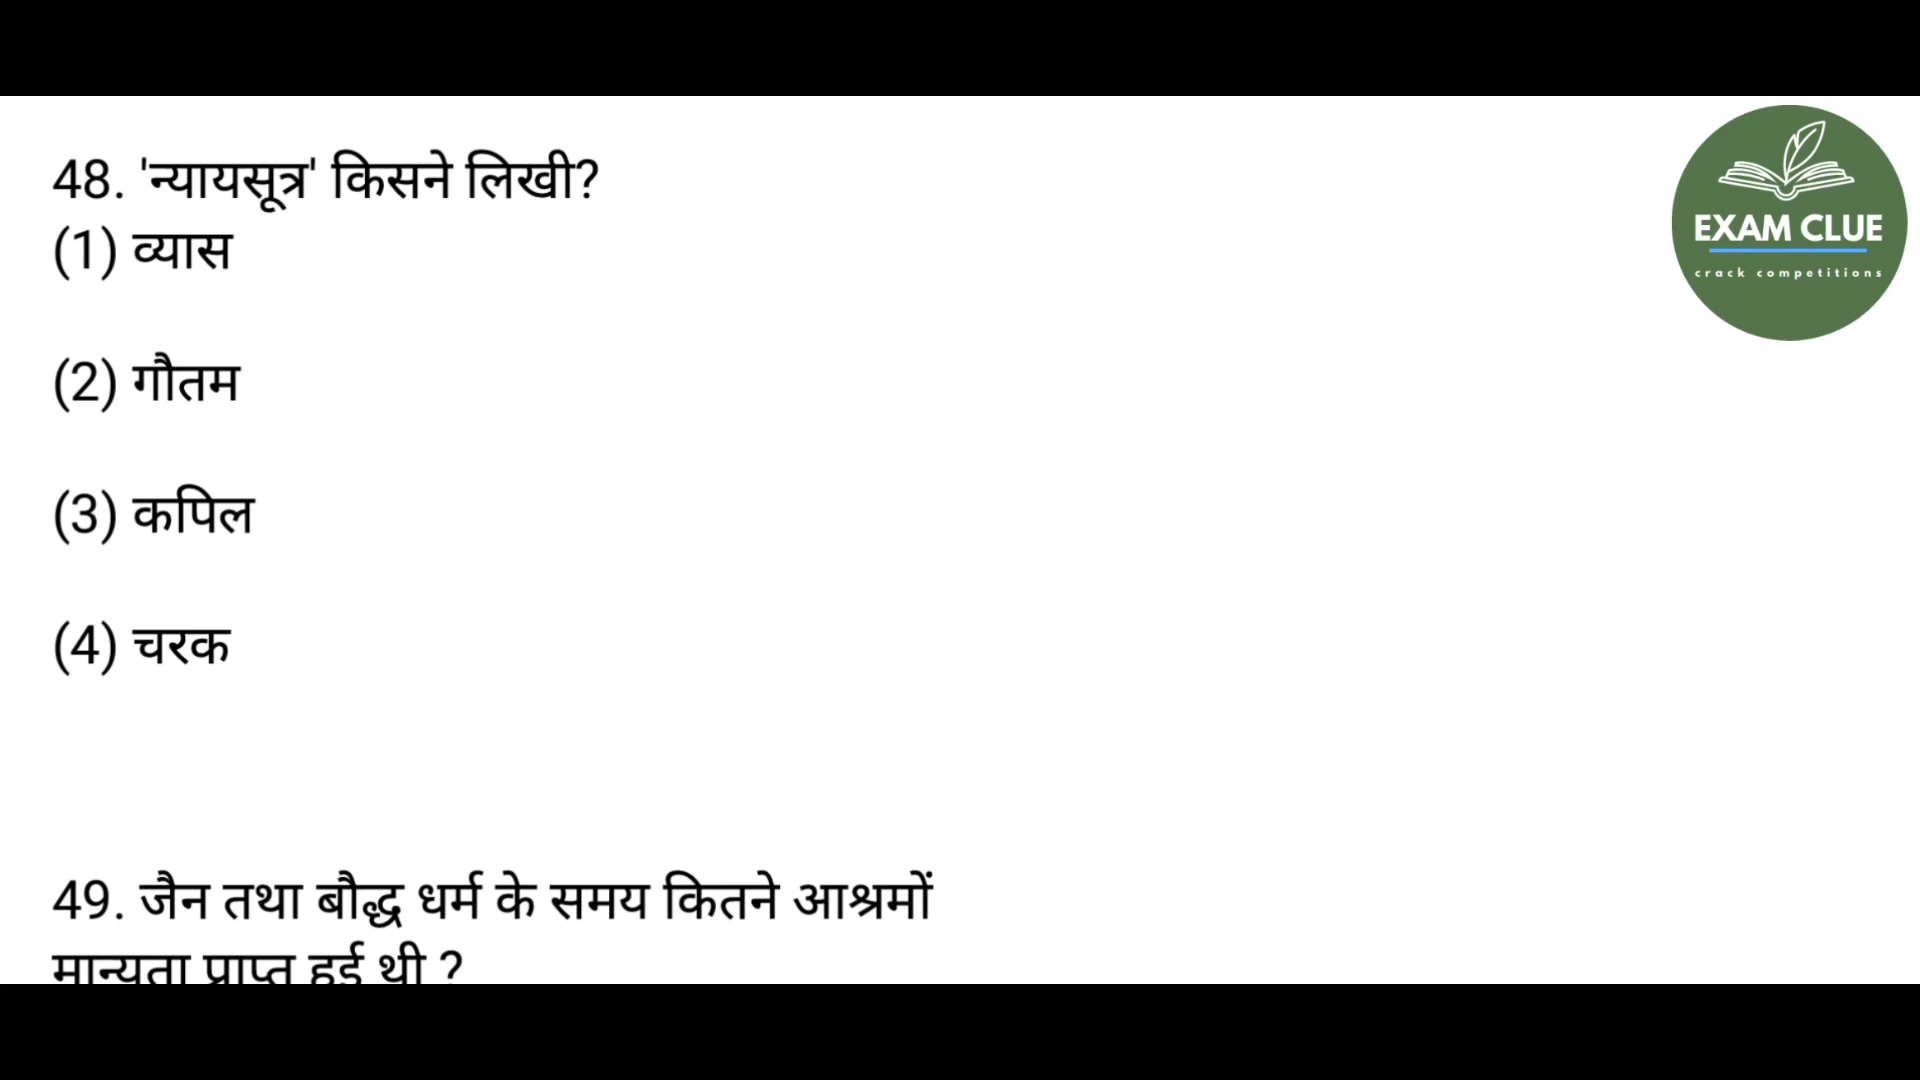 48. 'न्यायसूत्र' किसने लिखी?
(1) व्यास
(2) गौतम
(3) कपिल
(4) चरक
49. जैन तथा बौद्ध धर्म के समय कितने आश्रमों
मान्यता प्राप्त हुई थी ?
EXAM CLUE
crack competitions